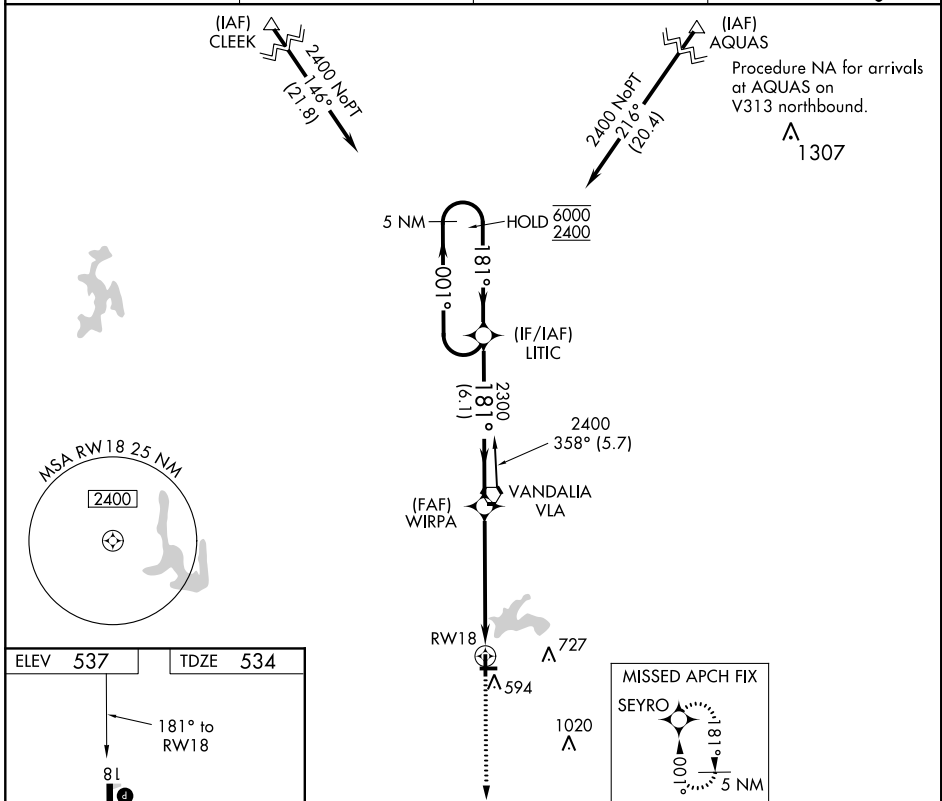 (IAF)
CLEEK
2400 NoPT
146°
(21.8)
(IAF)
AQUAS
Procedure NA for arrivals
at AQUAS on
V313 northbound.
1307
2400 NoPT
216°
(20.4)
5 NM
HOLD 6000
2400
181°
001°
(IF/IAF)
LITIC
2300
181°
(6.1)
2400
358° (5.7)
MSA RW18 25 NM
2400
(FAF)
WIRPA
VANDALIA
VLA
RW18
727
594
1020
ELEV 537
TDZE 534
181° to
RW18
18
P
MISSED APCH FIX
SEYRO
181°
001°
5 NM